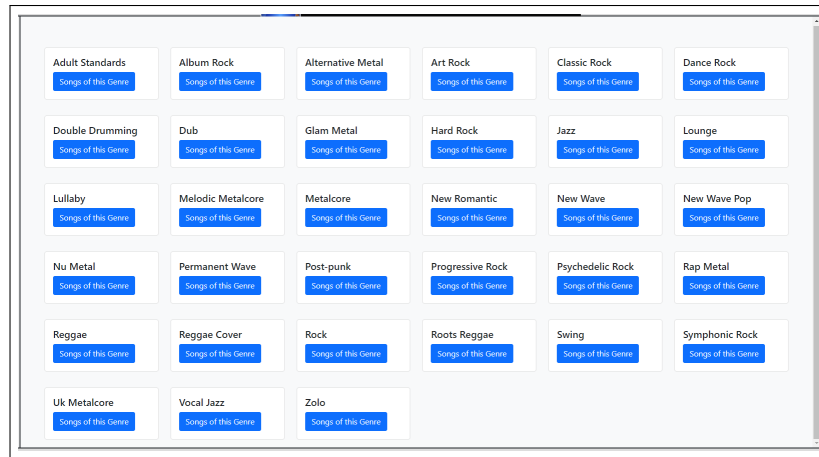 Adult Standards
Songs of this Genre
Album Rock
Songs of this Genre
Alternative Metal
Songs of this Genre
Art Rock
Songs of this Genre
Classic Rock
Songs of this Genre
Dance Rock
Songs of this Genre
Double Drumming
Songs of this Genre
Dub
Songs of this Genre
Glam Metal
Songs of this Genre
Hard Rock
Songs of this Genre
Jazz
Songs of this Genre
Lounge
Songs of this Genre
Lullaby
Songs of this Genre
Melodic Metalcore
Songs of this Genre
Metalcore
Songs of this Genre
New Romantic
Songs of this Genre
New Wave
Songs of this Genre
New Wave Pop
Songs of this Genre
Nu Metal
Songs of this Genre
Permanent Wave
Songs of this Genre
Post-punk
Songs of this Genre
Progressive Rock
Songs of this Genre
Psychedelic Rock
Songs of this Genre
Rap Metal
Songs of this Genre
Reggae
Songs of this Genre
Reggae Cover
Songs of this Genre
Rock
Songs of this Genre
Roots Reggae
Songs of this Genre
Swing
Songs of this Genre
Symphonic Rock
Songs of this Genre
Uk Metalcore
Songs of this Genre
Vocal Jazz
Songs of this Genre
Zolo
Songs of this Genre